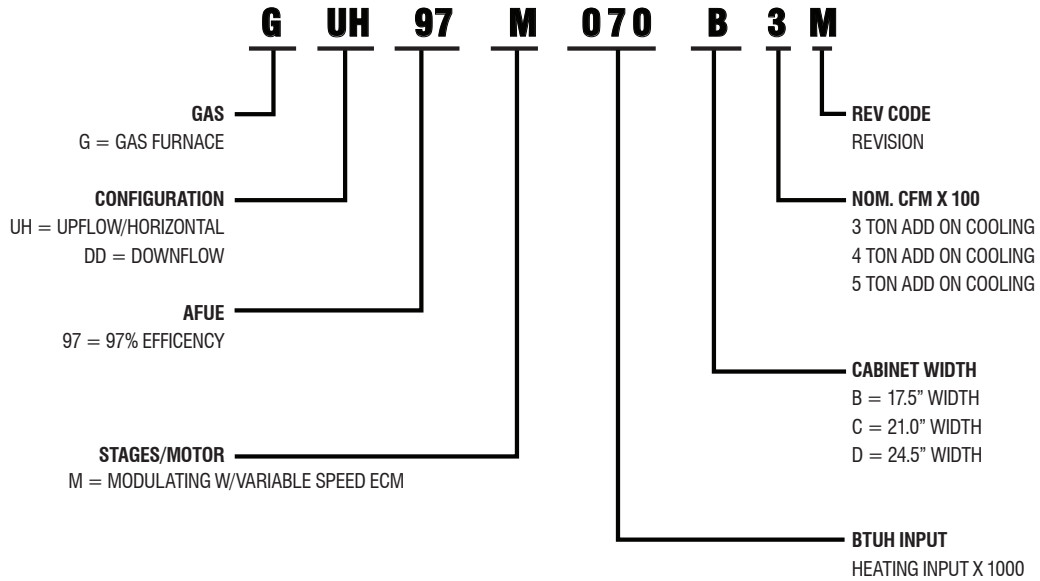 G UH 97 M 070 B 3 M
GAS
G = GAS FURNACE
CONFIGURATION
UH = UPFLOW/HORIZONTAL
DD = DOWNFLOW
AFUE
97 = 97% EFFICENCY
STAGES/MOTOR
M = MODULATING W/VARIABLE SPEED ECM
REV CODE
REVISION
NOM. CFM X 100
3 TON ADD ON COOLING
4 TON ADD ON COOLING
5 TON ADD ON COOLING
CABINET WIDTH
B = 17.5” WIDTH
C = 21.0” WIDTH
D = 24.5” WIDTH
BTUH INPUT
HEATING INPUT X 1000